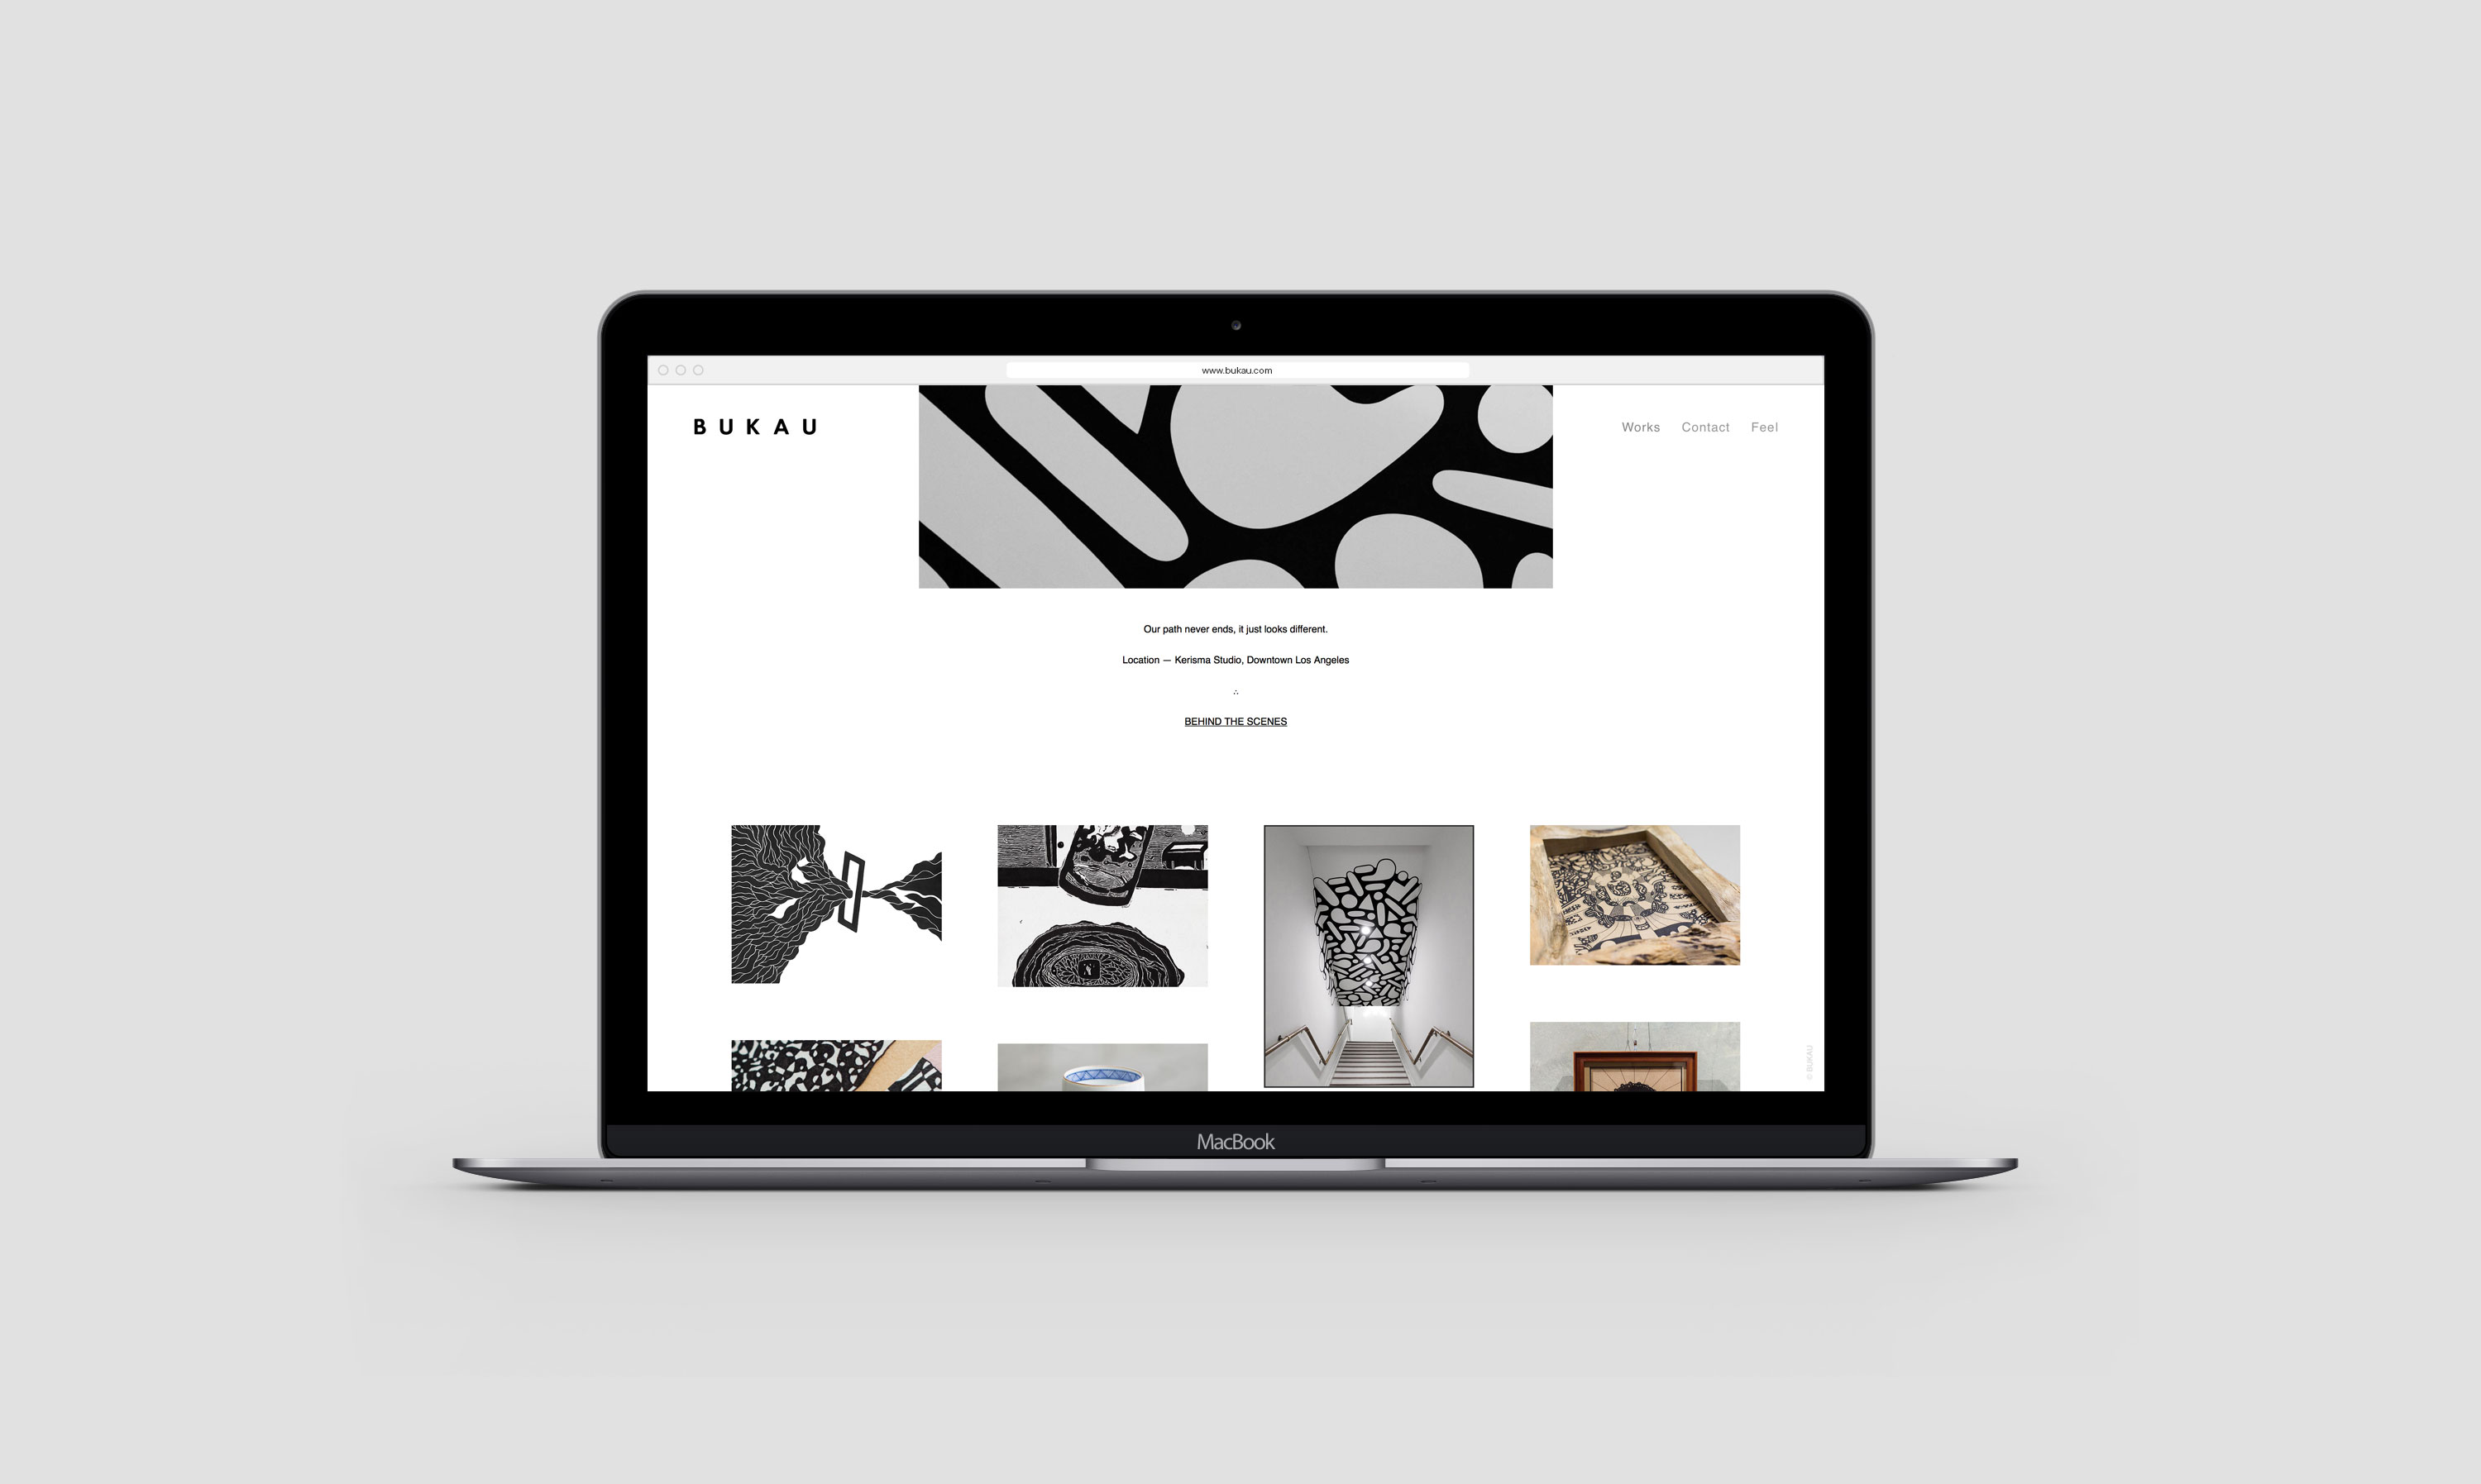 www.bukau.com
BUKAU
Works Contact Feel
Our path never ends, it just looks different.
Location — Kerisma Studio, Downtown Los Angeles
∴
BEHIND THE SCENES
© BUKAU
MacBook